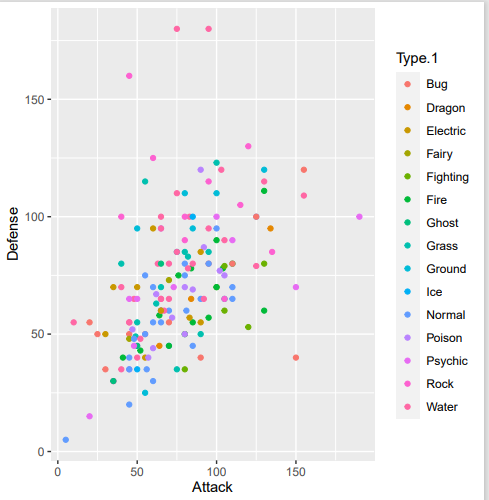 Type.1
Bug
Dragon
Electric
Fairy
Fighting
Fire
Ghost
Grass
Ground
Ice
Normal
Poison
Psychic
Rock
Water
Defense
150
100
50
0
0 50 100 150
Attack